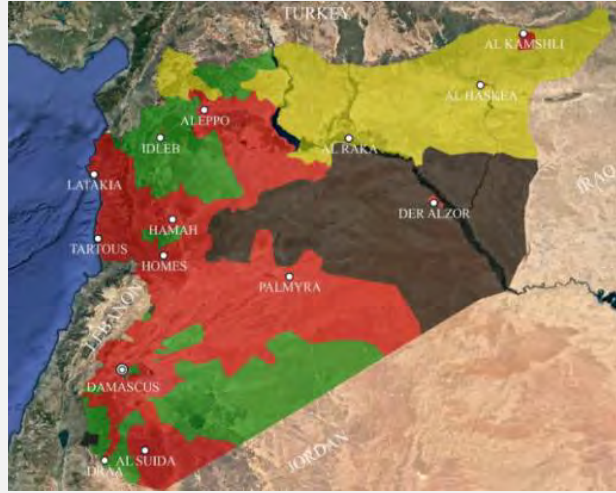 TURKEY
AL KAMSHLI
AL HASKEA
ALEPPO
IDLEB
AL RAKA
LATAKIA
IRAQ
DER ALZOR
HAMAH
TARTOUS
HOMES
PALMYRA
LEBANON
DAMASCUS
AL SUIDA
DRAA
JORDAN